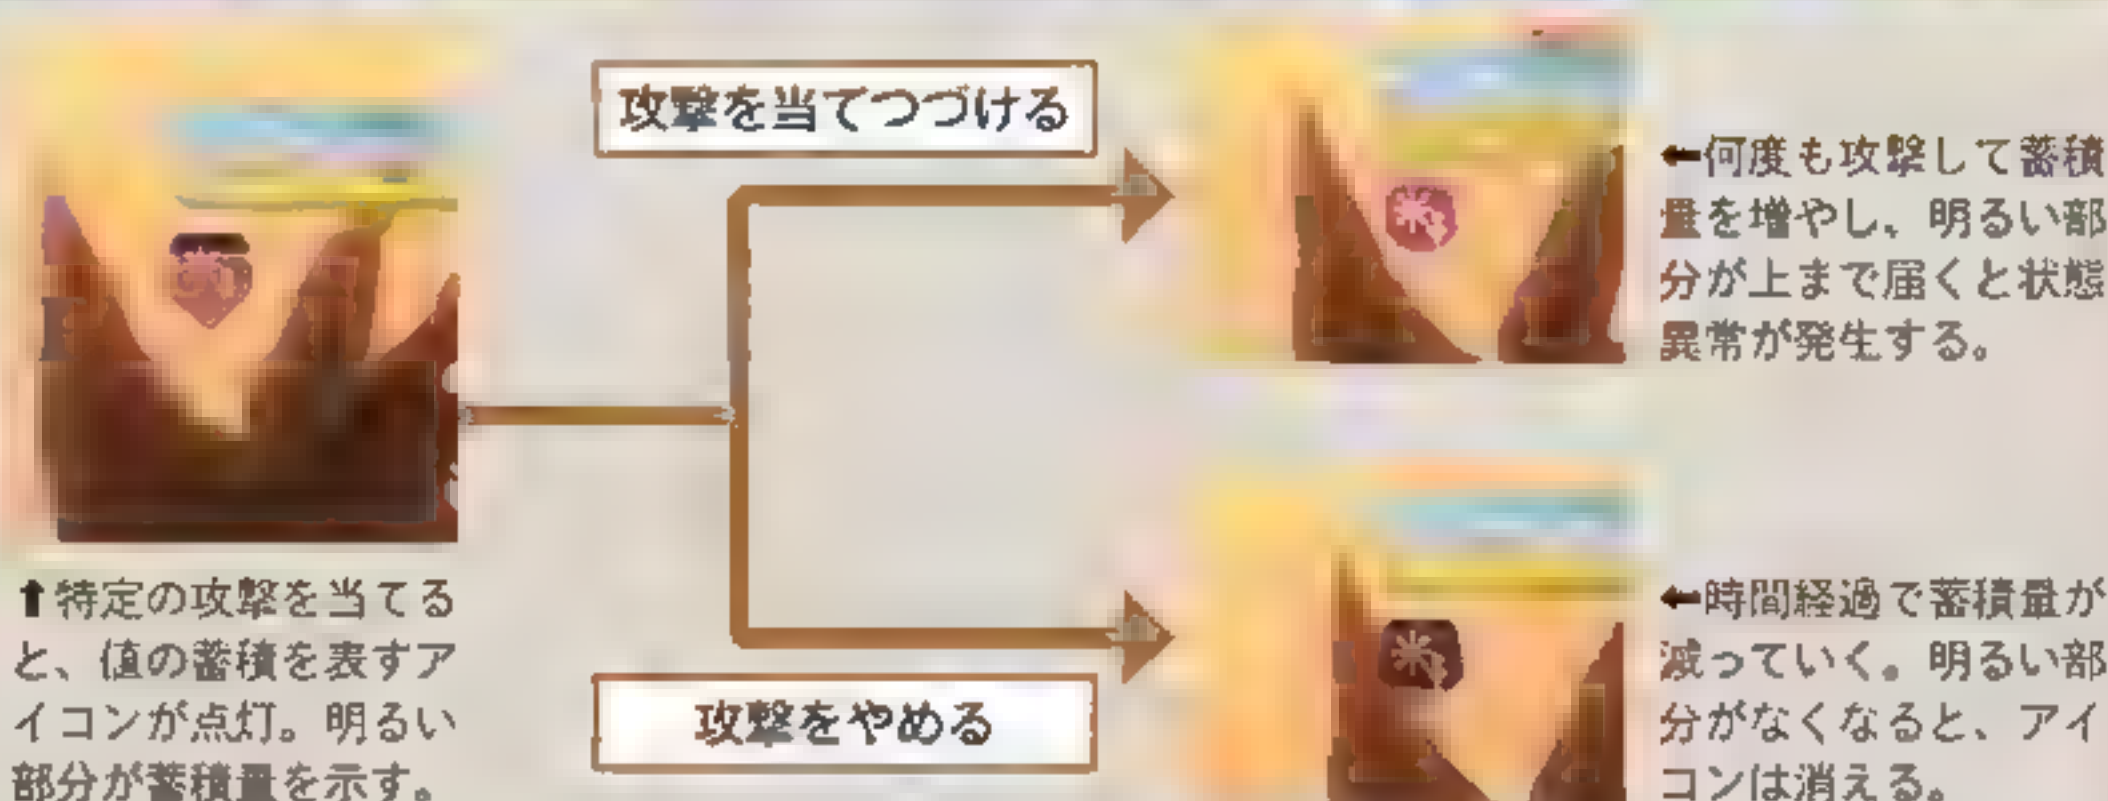 攻撃を当てつづける
←何度も攻撃して蓄積
量を増やし、明るい部
分が上まで届くと状態
異常が発生する。
↑特定の攻撃を当てる
と、値の蓄積を表すア
イコンが点灯。明るい
部分が蓄積量を示す。
攻撃をやめる
←時間経過で蓄積量が
減っていく。明るい部
分がなくなると、アイ
コンは消える。